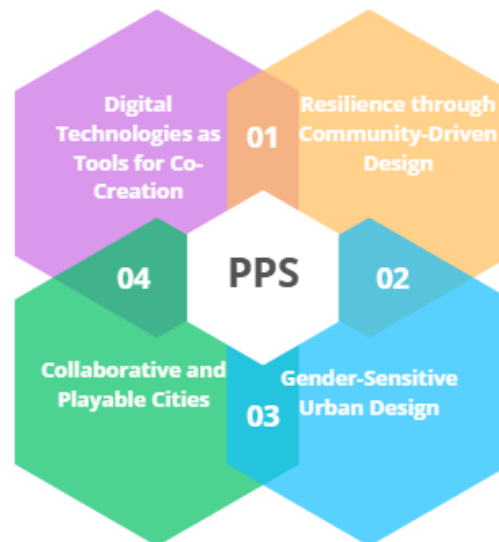 Digital
Technologies as
Tools for Co-
Creation
01
Resilience through
Community-Driven
Design
04
PPS
02
Collaborative and
Playable Cities
03
Gender-Sensitive
Urban Design